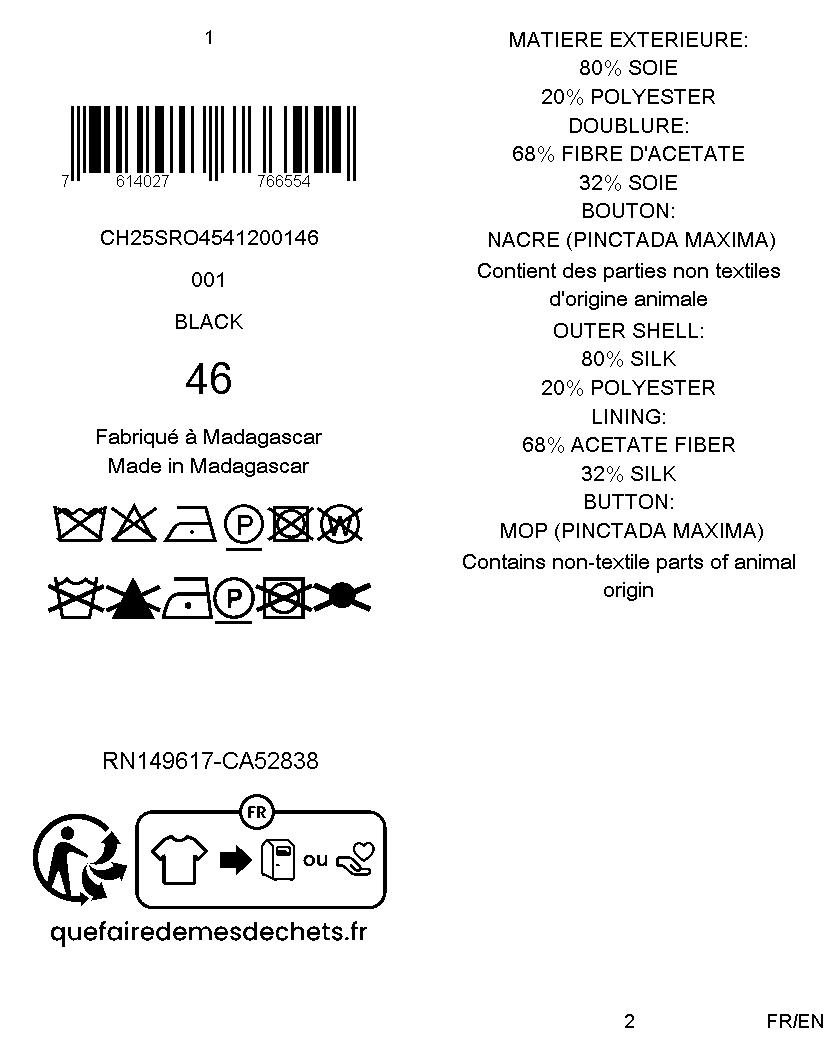 1
7 614027 766554
CH25SRO4541200146
001
BLACK
46
Fabriqué à Madagascar
Made in Madagascar
P W
P
RN149617-CA52838
FR
ou
quefairedemesdechets.fr
MATIERE EXTERIEURE:
80% SOIE
20% POLYESTER
DOUBLURE:
68% FIBRE D'ACETATE
32% SOIE
BOUTON:
NACRE (PINCTADA MAXIMA)
Contient des parties non textiles
d'origine animale
OUTER SHELL:
80% SILK
20% POLYESTER
LINING:
68% ACETATE FIBER
32% SILK
BUTTON:
MOP (PINCTADA MAXIMA)
Contains non-textile parts of animal
origin
2
FR/EN